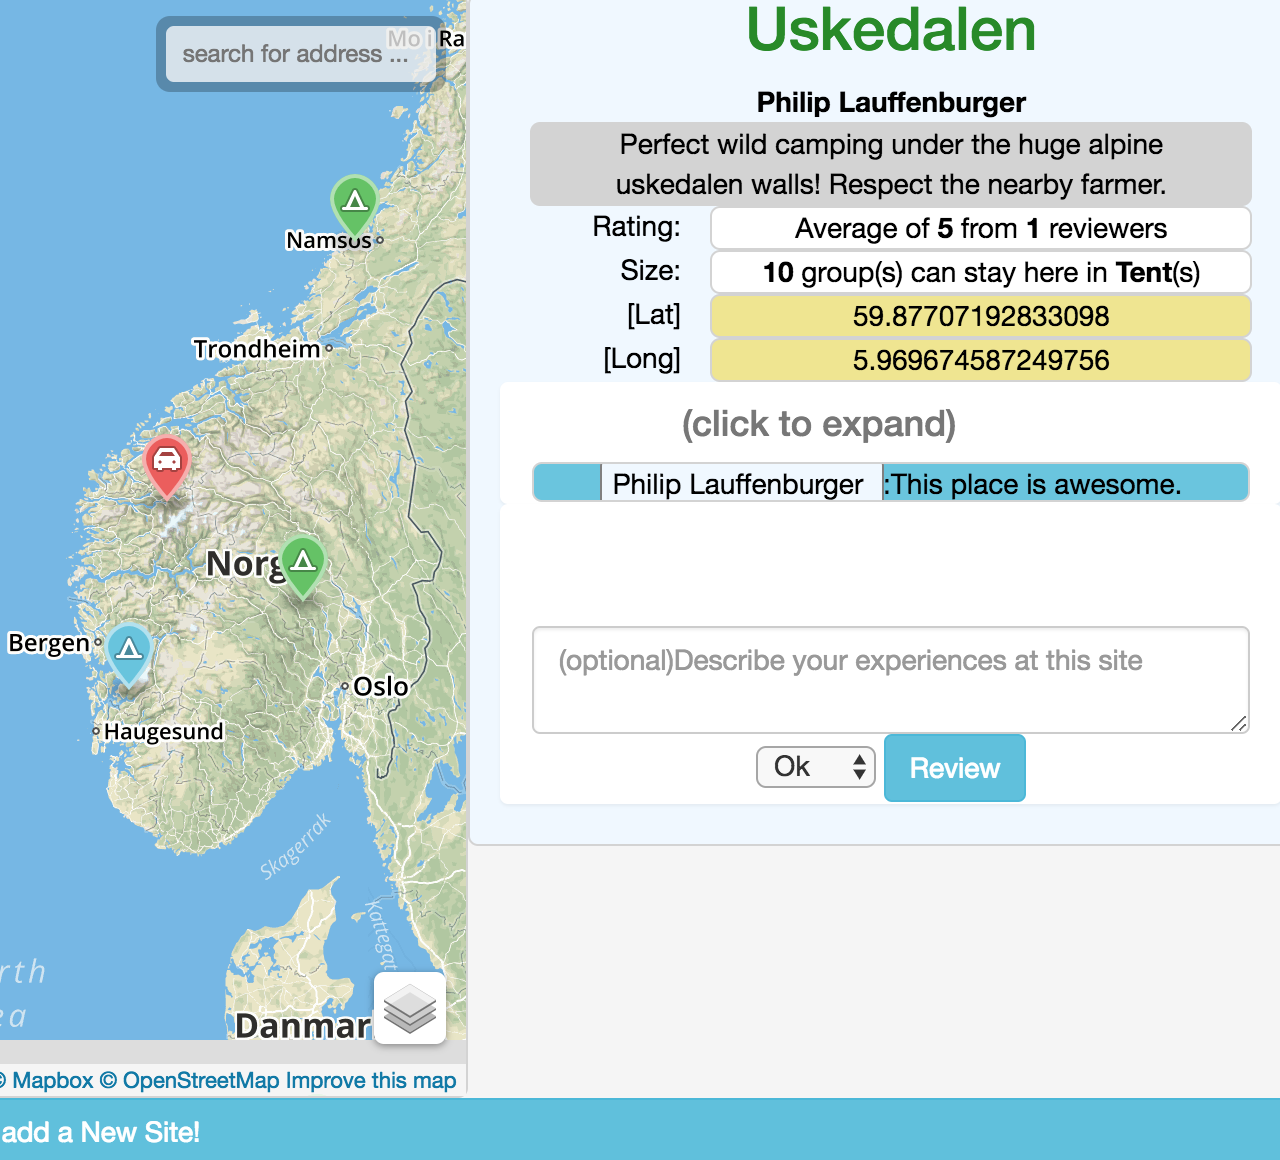 search for address ...
Mo i Ra
Namsos
Trondheim
Norg
Bergen
Oslo
Haugesund
Skagerrak
Kattegat
rth
ea
Danmar
© Mapbox © OpenStreetMap Improve this map
Uskedalen
Philip Lauffenburger
Perfect wild camping under the huge alpine
uskedalen walls! Respect the nearby farmer.
Rating: Average of 5 from 1 reviewers
Size: 10 group(s) can stay here in Tent(s)
[Lat] 59.87707192833098
[Long] 5.969674587249756
(click to expand)
Philip Lauffenburger :This place is awesome.
(optional)Describe your experiences at this site
Ok Review
add a New Site!